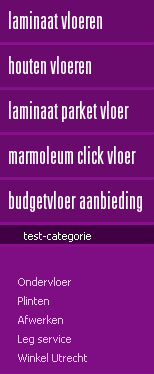 laminaat vloeren
houten vloeren
laminaat parket vloer
marmoleum click vloer
budgetvloer aanbieding
test-categorie
Ondervloer
Plinten
Afwerken
Leg service
Winkel Utrecht